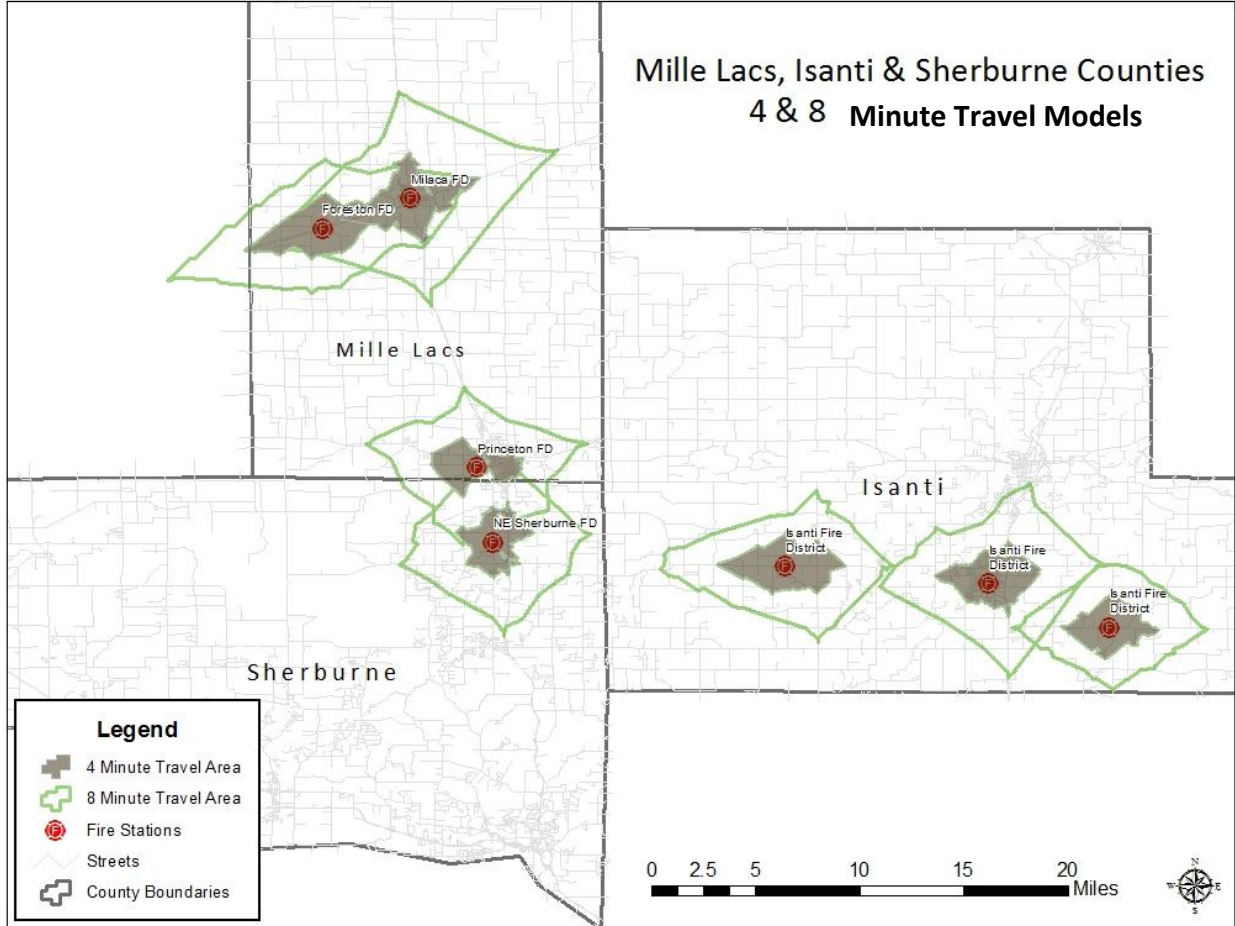 Mille Lacs, Isanti & Sherburne Counties
4 & 8 Minute Travel Models
Milaca FD
Foreston FD
Mille Lacs
Princeton FD
NE Sherburne FD
Isanti
Isanti Fire
District
Isanti Fire
District
Isanti Fire
District
Sherburne
Legend
4 Minute Travel Area
8 Minute Travel Area
F Fire Stations
Streets
County Boundaries
0 2.5 5 10 15 20
Miles
N
W E
S